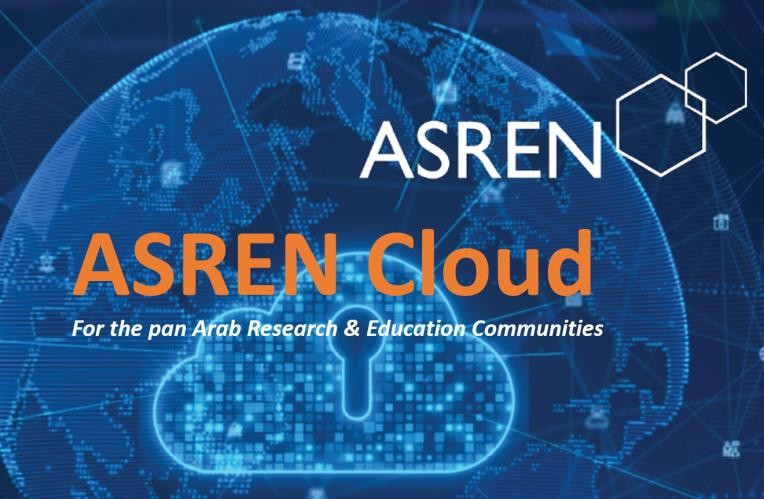 ASREN
ASREN Cloud
For the pan Arab Research & Education Communities